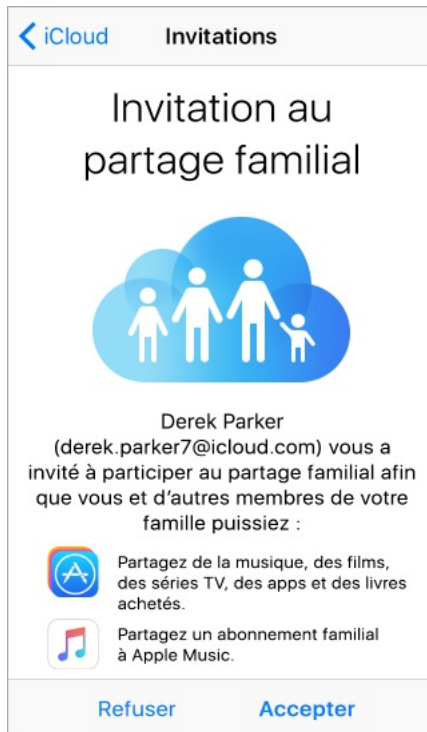 iCloud Invitations
Invitation au
partage familial
Derek Parker
(derek.parker7@icloud.com) vous a
invité à participer au partage familial afin
que vous et d’autres membres de votre
famille puissiez :
Partagez de la musique, des films,
des séries TV, des apps et des livres
achetés.
Partagez un abonnement familial
à Apple Music.
Refuser Accepter